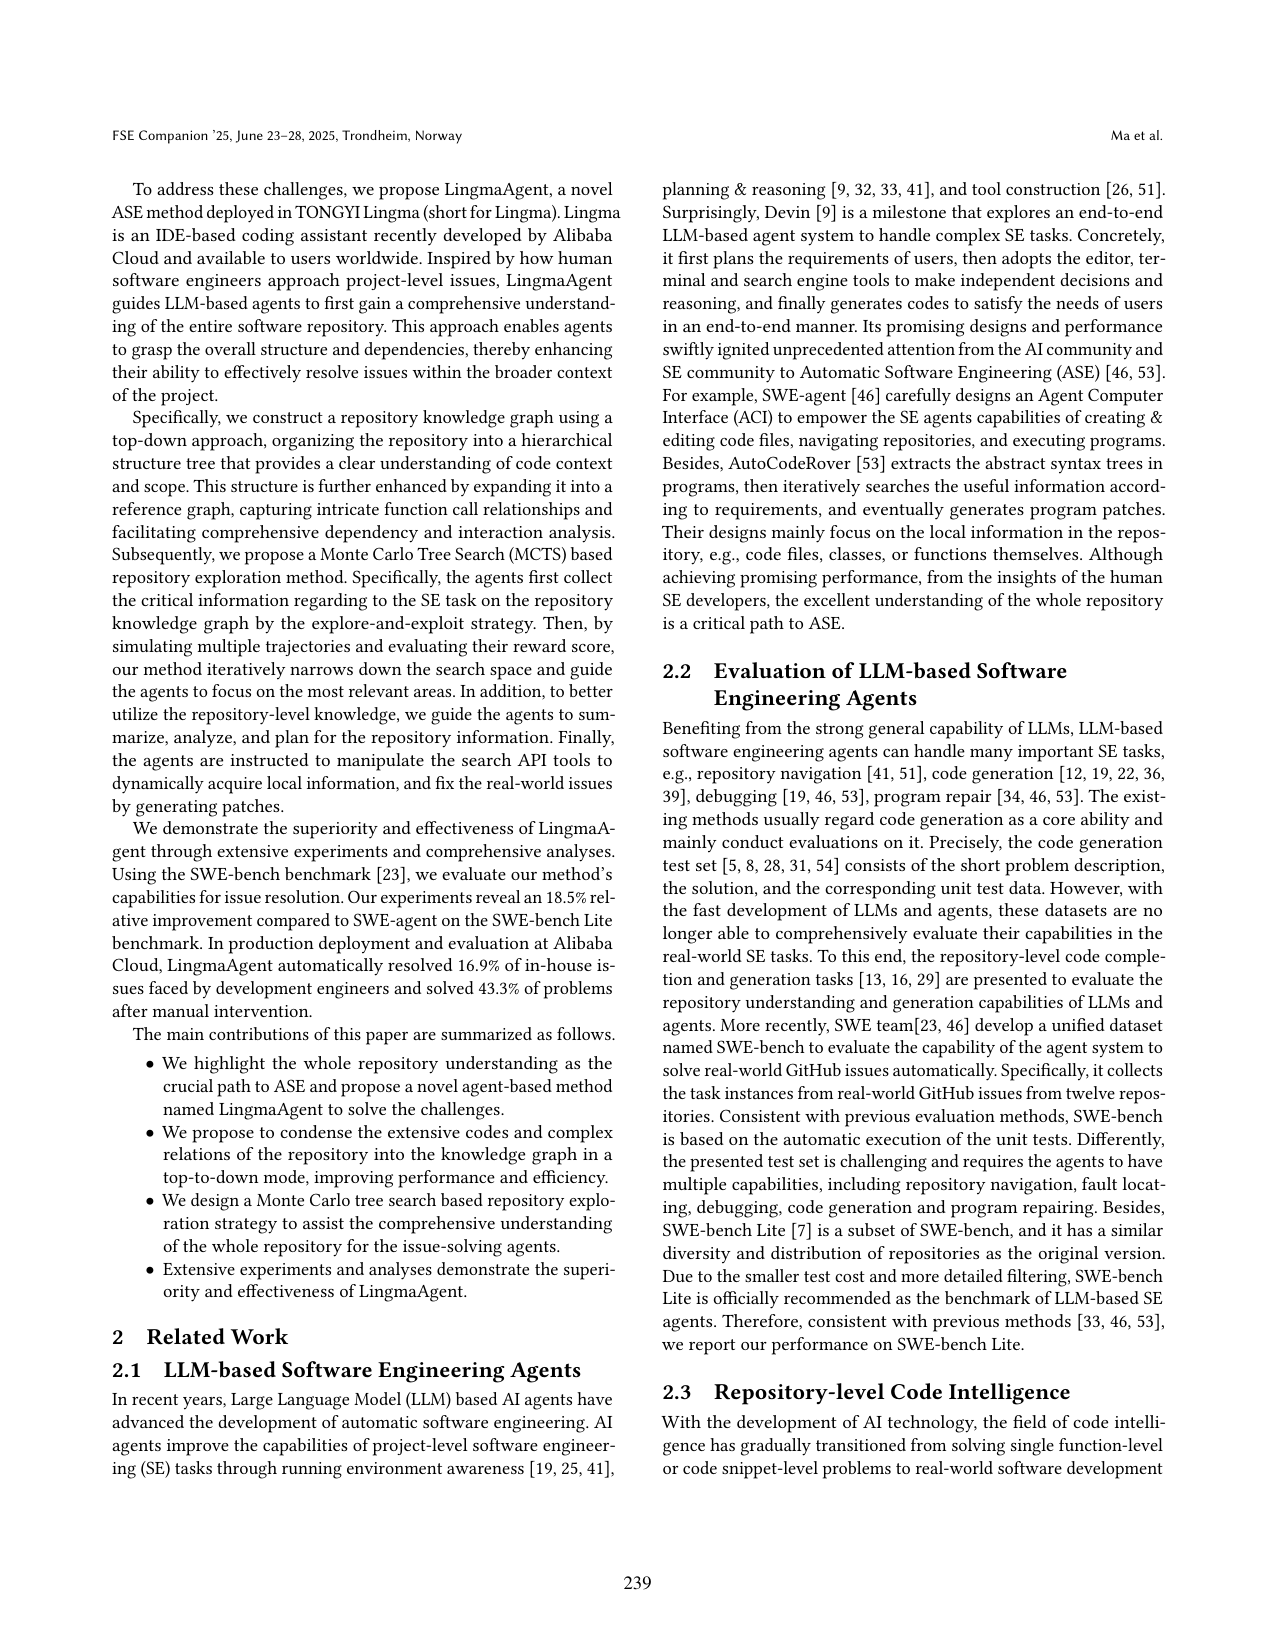 FSE Companion ’25, June 23–28, 2025, Trondheim, Norway
Ma et al.
To address these challenges, we propose LingmaAgent, a novel
ASE method deployed in TONGYI Lingma (short for Lingma). Lingma
is an IDE-based coding assistant recently developed by Alibaba
Cloud and available to users worldwide. Inspired by how human
software engineers approach project-level issues, LingmaAgent
guides LLM-based agents to first gain a comprehensive understand-
ing of the entire software repository. This approach enables agents
to grasp the overall structure and dependencies, thereby enhancing
their ability to effectively resolve issues within the broader context
of the project.
Specifically, we construct a repository knowledge graph using a
top-down approach, organizing the repository into a hierarchical
structure tree that provides a clear understanding of code context
and scope. This structure is further enhanced by expanding it into a
reference graph, capturing intricate function call relationships and
facilitating comprehensive dependency and interaction analysis.
Subsequently, we propose a Monte Carlo Tree Search (MCTS) based
repository exploration method. Specifically, the agents first collect
the critical information regarding to the SE task on the repository
knowledge graph by the explore-and-exploit strategy. Then, by
simulating multiple trajectories and evaluating their reward score,
our method iteratively narrows down the search space and guide
the agents to focus on the most relevant areas. In addition, to better
utilize the repository-level knowledge, we guide the agents to sum-
marize, analyze, and plan for the repository information. Finally,
the agents are instructed to manipulate the search API tools to
dynamically acquire local information, and fix the real-world issues
by generating patches.
We demonstrate the superiority and effectiveness of LingmaA-
gent through extensive experiments and comprehensive analyses.
Using the SWE-bench benchmark [23], we evaluate our method’s
capabilities for issue resolution. Our experiments reveal an 18.5% rel-
ative improvement compared to SWE-agent on the SWE-bench Lite
benchmark. In production deployment and evaluation at Alibaba
Cloud, LingmaAgent automatically resolved 16.9% of in-house is-
sues faced by development engineers and solved 43.3% of problems
after manual intervention.
The main contributions of this paper are summarized as follows.
• We highlight the whole repository understanding as the
crucial path to ASE and propose a novel agent-based method
named LingmaAgent to solve the challenges.
• We propose to condense the extensive codes and complex
relations of the repository into the knowledge graph in a
top-to-down mode, improving performance and efficiency.
• We design a Monte Carlo tree search based repository explo-
ration strategy to assist the comprehensive understanding
of the whole repository for the issue-solving agents.
• Extensive experiments and analyses demonstrate the superi-
ority and effectiveness of LingmaAgent.
2 Related Work
2.1 LLM-based Software Engineering Agents
In recent years, Large Language Model (LLM) based AI agents have
advanced the development of automatic software engineering. AI
agents improve the capabilities of project-level software engineer-
ing (SE) tasks through running environment awareness [19, 25, 41],
planning & reasoning [9, 32, 33, 41], and tool construction [26, 51].
Surprisingly, Devin [9] is a milestone that explores an end-to-end
LLM-based agent system to handle complex SE tasks. Concretely,
it first plans the requirements of users, then adopts the editor, ter-
minal and search engine tools to make independent decisions and
reasoning, and finally generates codes to satisfy the needs of users
in an end-to-end manner. Its promising designs and performance
swiftly ignited unprecedented attention from the AI community and
SE community to Automatic Software Engineering (ASE) [46, 53].
For example, SWE-agent [46] carefully designs an Agent Computer
Interface (ACI) to empower the SE agents capabilities of creating &
editing code files, navigating repositories, and executing programs.
Besides, AutoCodeRover [53] extracts the abstract syntax trees in
programs, then iteratively searches the useful information accord-
ing to requirements, and eventually generates program patches.
Their designs mainly focus on the local information in the repos-
itory, e.g., code files, classes, or functions themselves. Although
achieving promising performance, from the insights of the human
SE developers, the excellent understanding of the whole repository
is a critical path to ASE.
2.2 Evaluation of LLM-based Software
Engineering Agents
Benefiting from the strong general capability of LLMs, LLM-based
software engineering agents can handle many important SE tasks,
e.g., repository navigation [41, 51], code generation [12, 19, 22, 36,
39], debugging [19, 46, 53], program repair [34, 46, 53]. The exist-
ing methods usually regard code generation as a core ability and
mainly conduct evaluations on it. Precisely, the code generation
test set [5, 8, 28, 31, 54] consists of the short problem description,
the solution, and the corresponding unit test data. However, with
the fast development of LLMs and agents, these datasets are no
longer able to comprehensively evaluate their capabilities in the
real-world SE tasks. To this end, the repository-level code comple-
tion and generation tasks [13, 16, 29] are presented to evaluate the
repository understanding and generation capabilities of LLMs and
agents. More recently, SWE team[23, 46] develop a unified dataset
named SWE-bench to evaluate the capability of the agent system to
solve real-world GitHub issues automatically. Specifically, it collects
the task instances from real-world GitHub issues from twelve repos-
itories. Consistent with previous evaluation methods, SWE-bench
is based on the automatic execution of the unit tests. Differently,
the presented test set is challenging and requires the agents to have
multiple capabilities, including repository navigation, fault locat-
ing, debugging, code generation and program repairing. Besides,
SWE-bench Lite [7] is a subset of SWE-bench, and it has a similar
diversity and distribution of repositories as the original version.
Due to the smaller test cost and more detailed filtering, SWE-bench
Lite is officially recommended as the benchmark of LLM-based SE
agents. Therefore, consistent with previous methods [33, 46, 53],
we report our performance on SWE-bench Lite.
2.3 Repository-level Code Intelligence
With the development of AI technology, the field of code intelli-
gence has gradually transitioned from solving single function-level
or code snippet-level problems to real-world software development
239